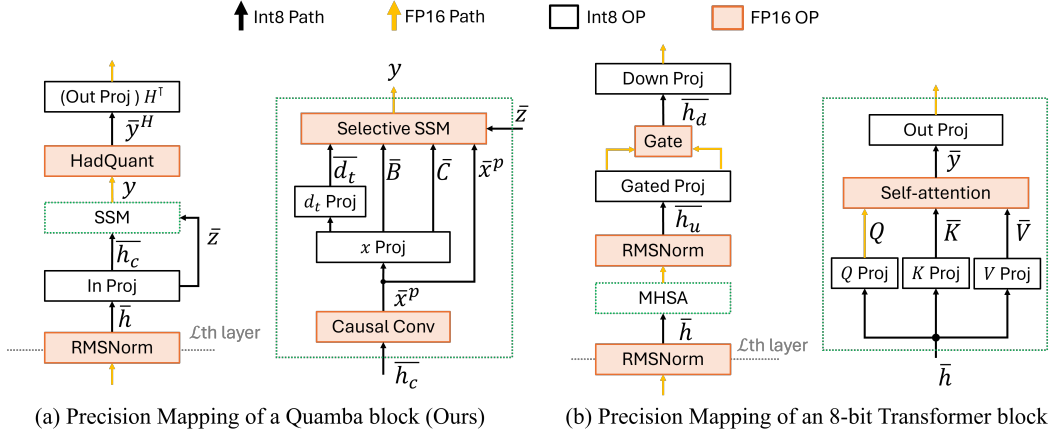 Int8 Path
FP16 Path
Int8 OP
FP16 OP
(Out Proj ) H^⊤
ȳ^H
HadQuant
y
SSM
z̄
h̄_c
In Proj
h̄
ℒth layer
RMSNorm
y
z̄
Selective SSM
d̄_t
B̄
C̄
x̄^p
d_t Proj
x Proj
x̄^p
Causal Conv
h̄_c
(a) Precision Mapping of a Quamba block (Ours)
Down Proj
h̄_d
Gate
Gated Proj
h̄_u
RMSNorm
MHSA
h̄
ℒth layer
RMSNorm
Out Proj
ȳ
Self-attention
Q
K̄
V̄
Q Proj
K Proj
V Proj
h̄
(b) Precision Mapping of an 8-bit Transformer block